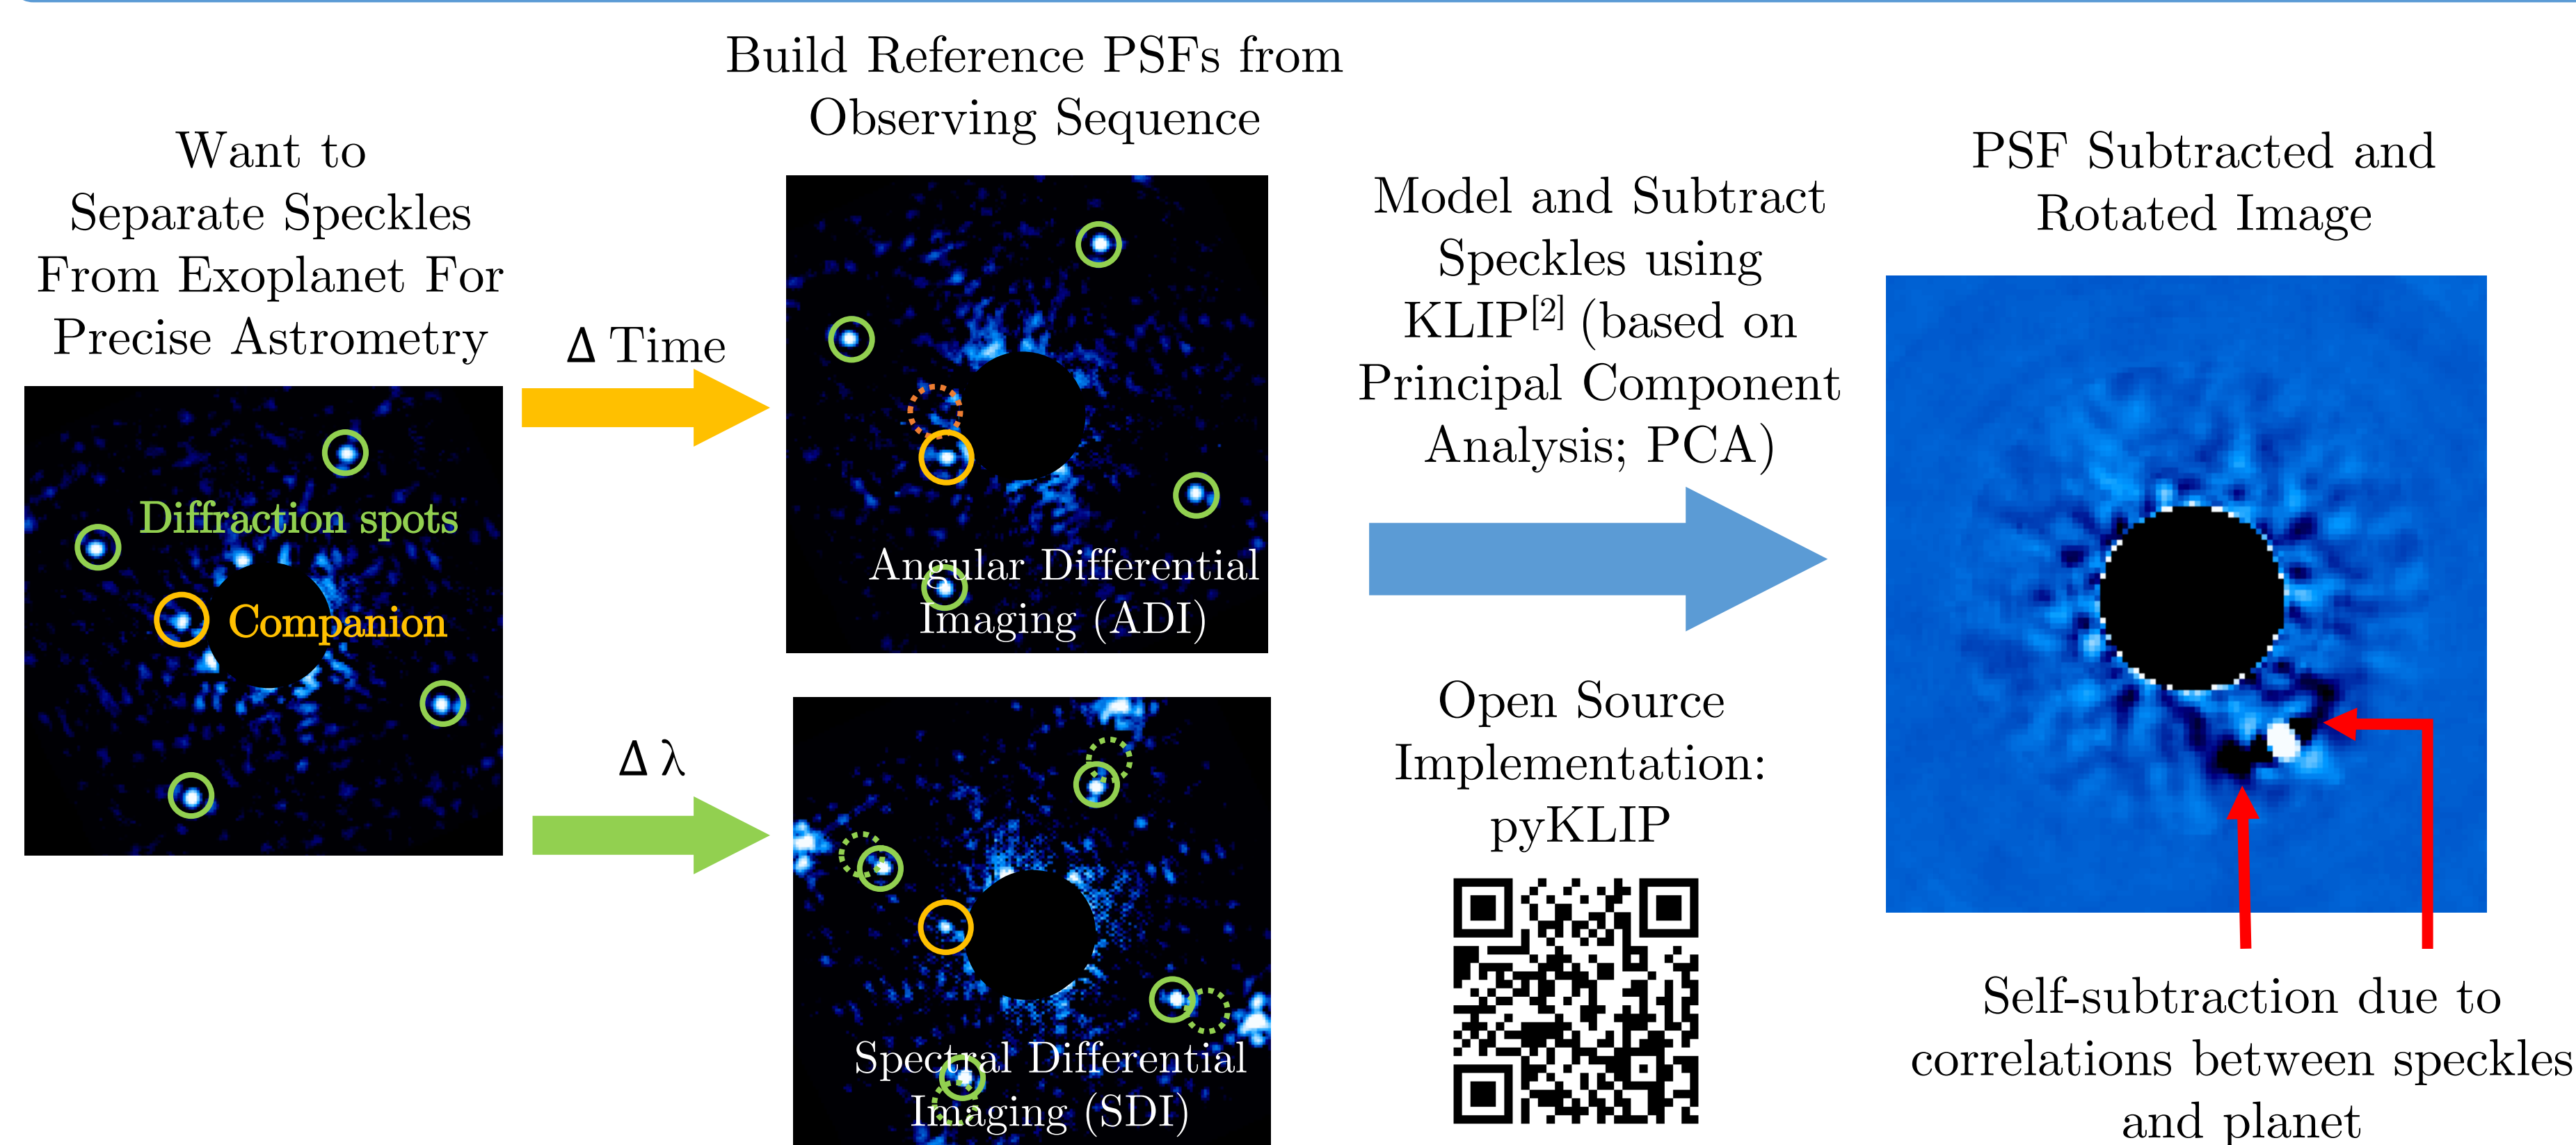 Want to
Separate Speckles
From Exoplanet For
Precise Astrometry
Diffraction spots
Companion
Δ Time
Δ λ
Build Reference PSFs from
Observing Sequence
Angular Differential
Imaging (ADI)
Spectral Differential
Imaging (SDI)
Model and Subtract
Speckles using
KLIP[2] (based on
Principal Component
Analysis; PCA)
Open Source
Implementation:
pyKLIP
PSF Subtracted and
Rotated Image
Self-subtraction due to
correlations between speckles
and planet